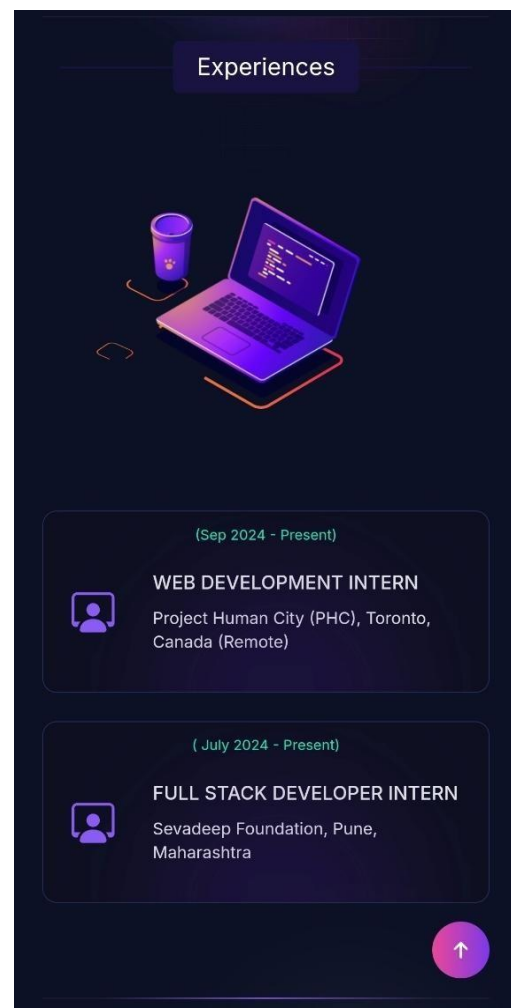 Experiences
(Sep 2024 - Present)
WEB DEVELOPMENT INTERN
Project Human City (PHC), Toronto,
Canada (Remote)
( July 2024 - Present)
FULL STACK DEVELOPER INTERN
Sevadeep Foundation, Pune,
Maharashtra